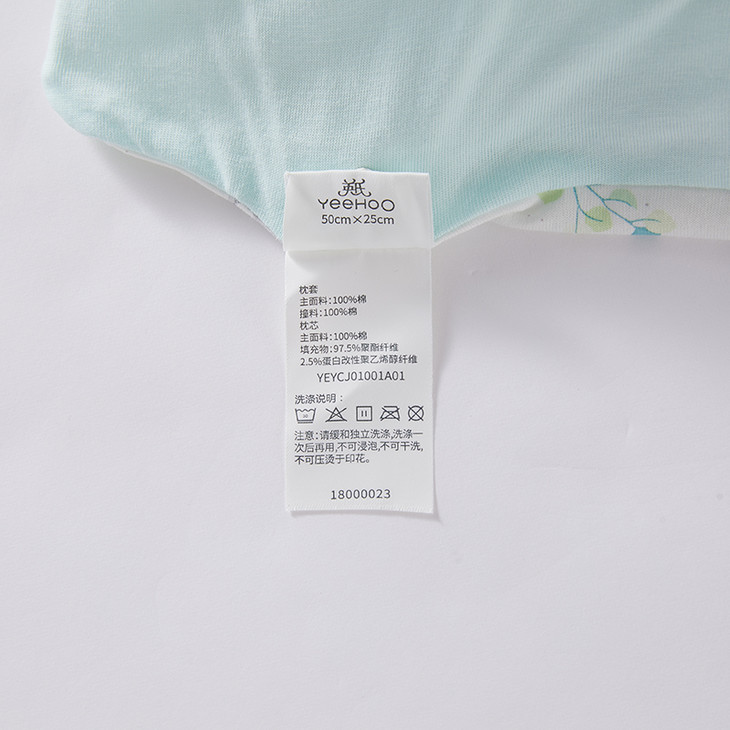 YeeHoO
50cm×25cm
枕套
主面料:100%棉
撞料:100%棉
枕芯
主面料:100%棉
填充物:97.5%聚酯纤维
2.5%蛋白改性聚乙烯醇纤维
YEYCJ01001A01
洗涤说明:
注意:请缓和独立洗涤,洗涤一
次后再用,不可浸泡,不可干洗,
不可压烫于印花。
18000023